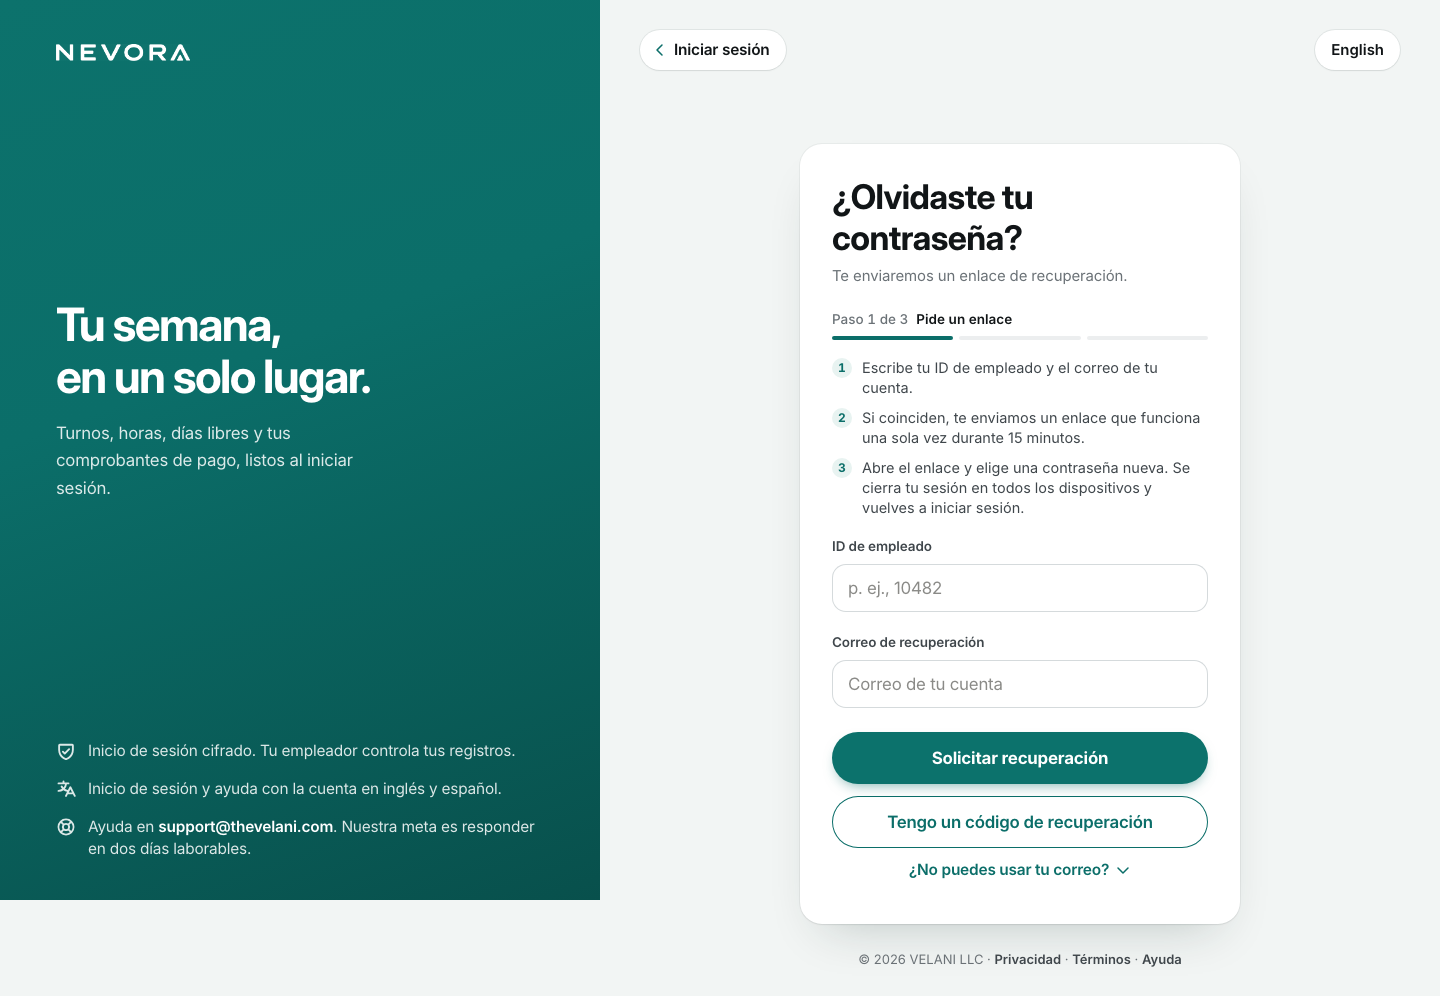 NEVORA
Tu semana,
en un solo lugar.
Turnos, horas, días libres y tus
comprobantes de pago, listos al iniciar
sesión.
Inicio de sesión cifrado. Tu empleador controla tus registros.
Inicio de sesión y ayuda con la cuenta en inglés y español.
Ayuda en support@thevelani.com. Nuestra meta es responder
en dos días laborables.
Iniciar sesión
English
¿Olvidaste tu
contraseña?
Te enviaremos un enlace de recuperación.
Paso 1 de 3 Pide un enlace
1 Escribe tu ID de empleado y el correo de tu
cuenta.
2 Si coinciden, te enviamos un enlace que funciona
una sola vez durante 15 minutos.
3 Abre el enlace y elige una contraseña nueva. Se
cierra tu sesión en todos los dispositivos y
vuelves a iniciar sesión.
ID de empleado
p. ej., 10482
Correo de recuperación
Correo de tu cuenta
Solicitar recuperación
Tengo un código de recuperación
¿No puedes usar tu correo?
© 2026 VELANI LLC · Privacidad · Términos · Ayuda